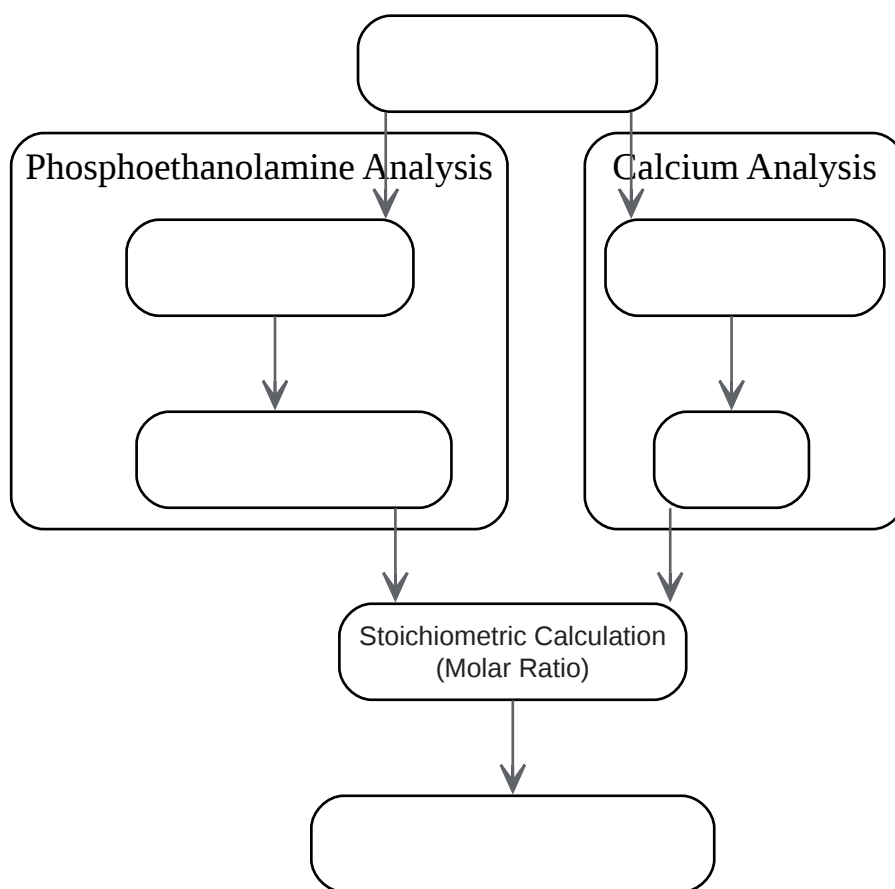 Phosphoethanolamine Analysis
Calcium Analysis
Stoichiometric Calculation
(Molar Ratio)